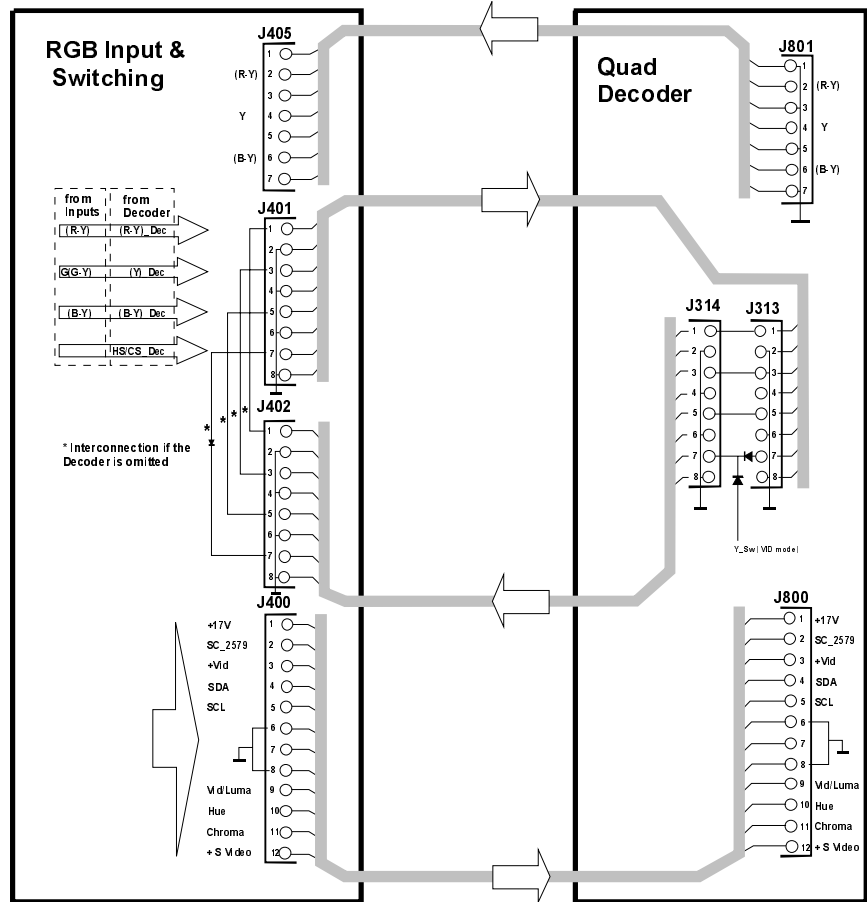 RGB Input &
Switching
J405
1
2
3
4
5
6
7
(R-Y)
Y
(B-Y)
Quad
Decoder
J801
1
2
3
4
5
6
7
(R-Y)
Y
(B-Y)
from
Inputs
from
Decoder
(R-Y)
(R-Y)_Dec
G(G-Y)
(Y)_Dec
(B-Y)
(B-Y)_Dec
HS/CS_Dec
J401
1
2
3
4
5
6
7
8
* * * *
* Interconnection if the
Decoder is omitted
J402
1
2
3
4
5
6
7
8
J314
1
2
3
4
5
6
7
8
J313
1
2
3
4
5
6
7
8
Y_Sw(VID mode)
J400
+17V
1
SC_2579
2
+Vid
3
SDA
4
SCL
5
6
7
8
Vid/Luma
9
Hue
10
Chroma
11
+ S Video
12
J800
1
+17V
2
SC_2579
3
+Vid
4
SDA
5
SCL
6
7
8
9
Vid/Luma
10
Hue
11
Chroma
12
+ S Video